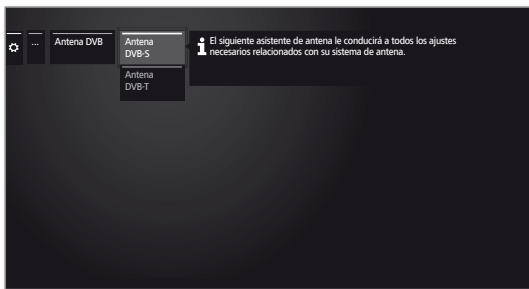 ...
Antena DVB
Antena
DVB-S
El siguiente asistente de antena le conducirá a todos los ajustes
necesarios relacionados con su sistema de antena.
Antena
DVB-T